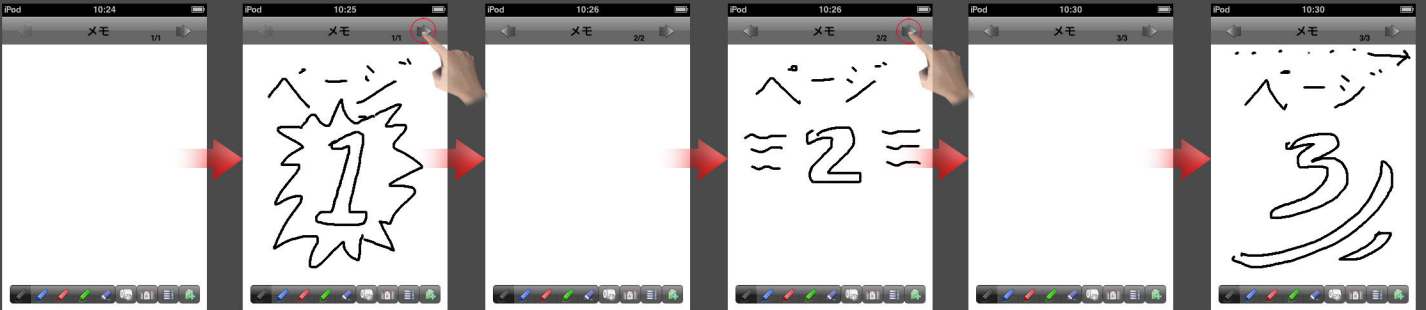 iPod 10:24
メモ 1/1
iPod 10:25
メモ 1/1
ページ
1
iPod 10:26
メモ 2/2
iPod 10:26
メモ 2/2
ページ
2
iPod 10:30
メモ 3/3
iPod 10:30
メモ 3/3
ページ
3